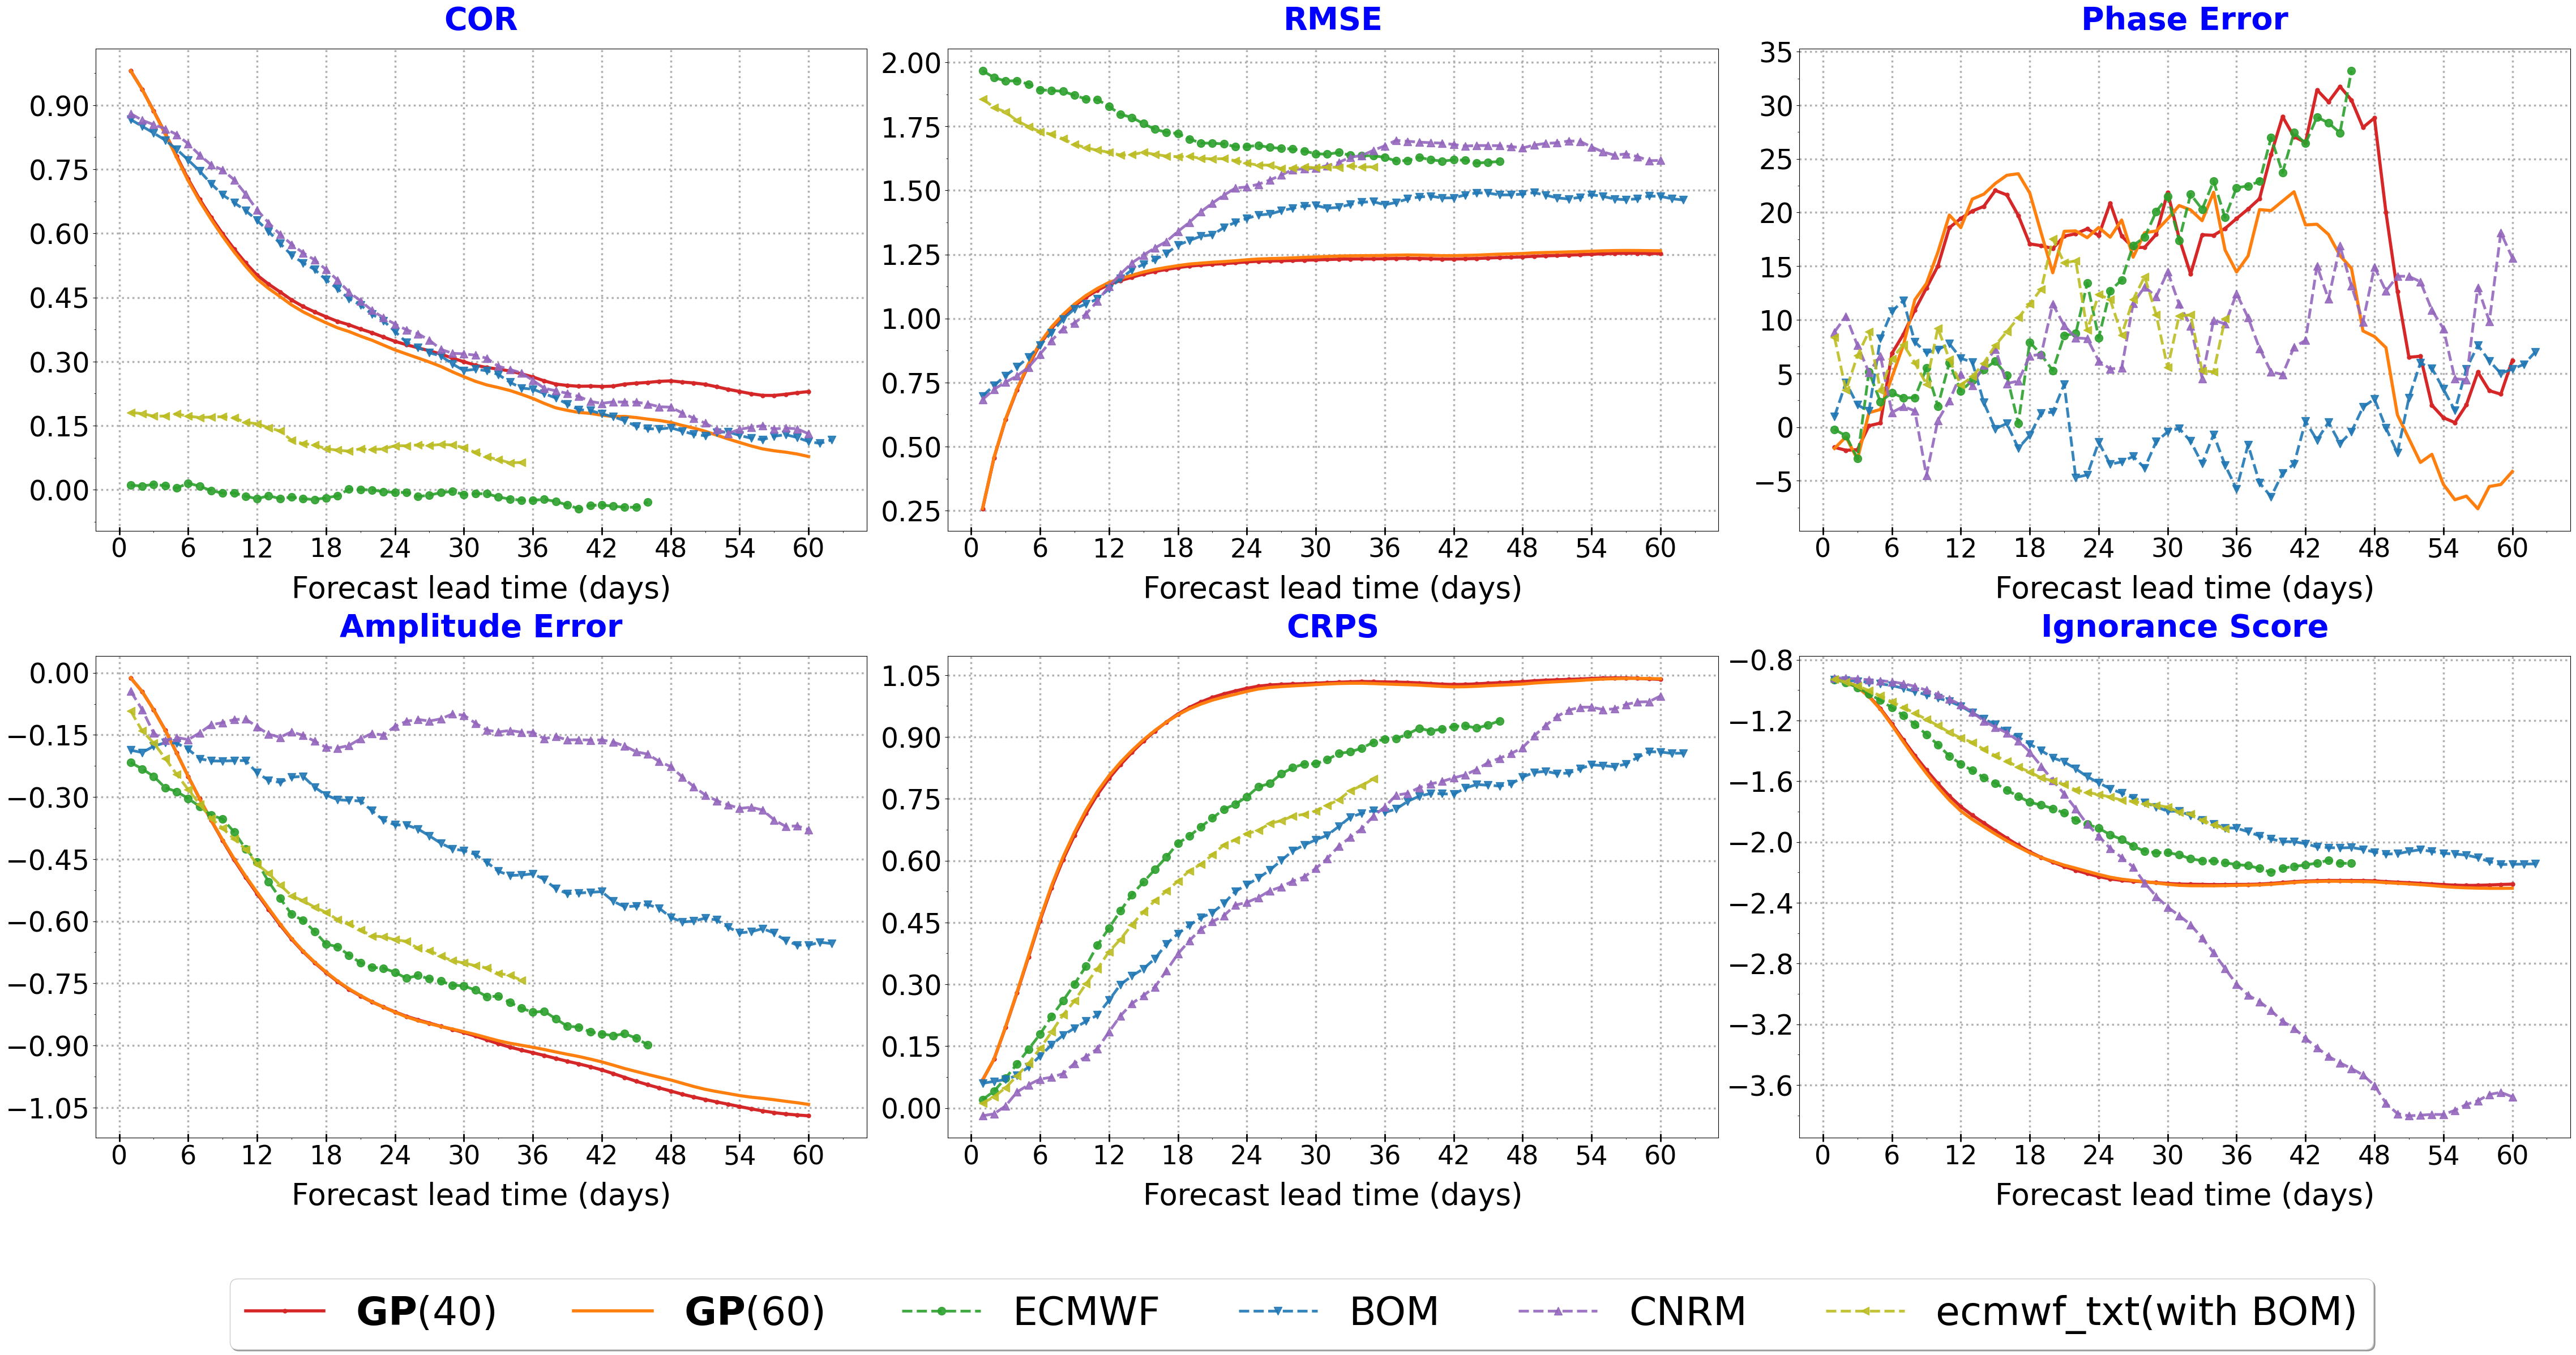 COR
0.90
0.75
0.60
0.45
0.30
0.15
0.00
0 6 12 18 24 30 36 42 48 54 60
Forecast lead time (days)
RMSE
2.00
1.75
1.50
1.25
1.00
0.75
0.50
0.25
0 6 12 18 24 30 36 42 48 54 60
Forecast lead time (days)
Phase Error
35
30
25
20
15
10
5
0
−5
0 6 12 18 24 30 36 42 48 54 60
Forecast lead time (days)
Amplitude Error
0.00
−0.15
−0.30
−0.45
−0.60
−0.75
−0.90
−1.05
0 6 12 18 24 30 36 42 48 54 60
Forecast lead time (days)
CRPS
1.05
0.90
0.75
0.60
0.45
0.30
0.15
0.00
0 6 12 18 24 30 36 42 48 54 60
Forecast lead time (days)
Ignorance Score
−0.8
−1.2
−1.6
−2.0
−2.4
−2.8
−3.2
−3.6
0 6 12 18 24 30 36 42 48 54 60
Forecast lead time (days)
GP(40) GP(60) ECMWF BOM CNRM ecmwf_txt(with BOM)